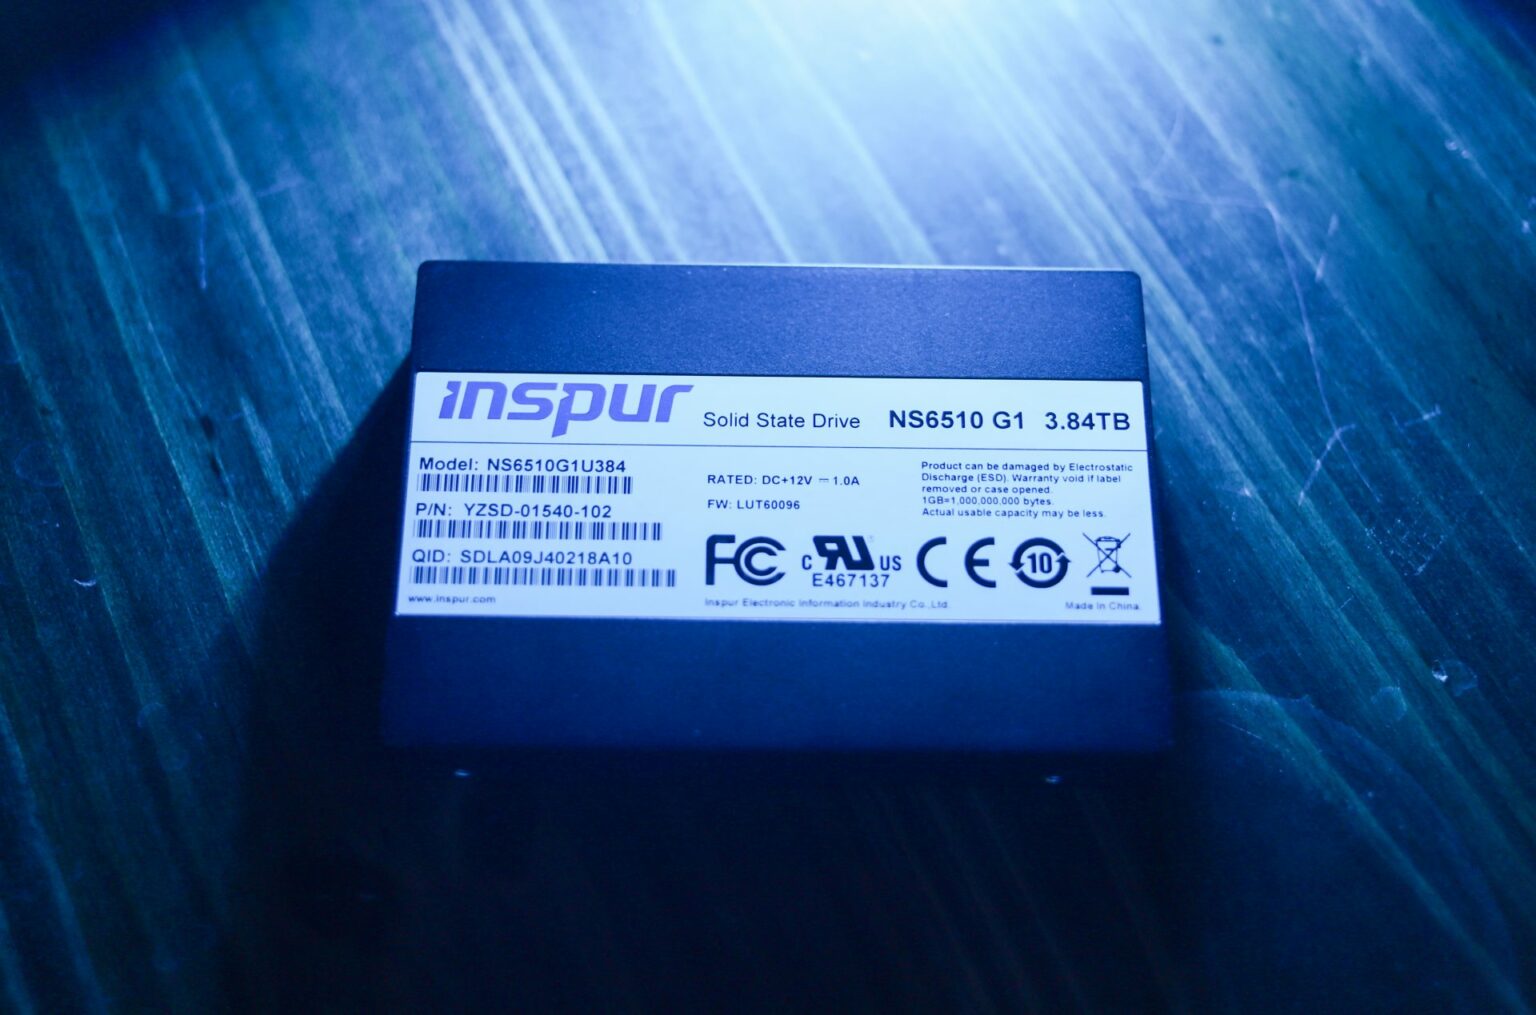 inspur Solid State Drive NS6510 G1 3.84TB
Model: NS6510G1U384
P/N: YZSD-01540-102
QID: SDLA09J40218A10
www.inspur.com
RATED: DC+12V ⎓ 1.0A
FW: LUT60096
FC c RU US
E467137
CE
10
Inspur Electronic Information Industry Co.,Ltd.
Product can be damaged by Electrostatic
Discharge (ESD). Warranty void if label
removed or case opened.
1GB=1,000,000,000 bytes.
Actual usable capacity may be less.
Made in China.